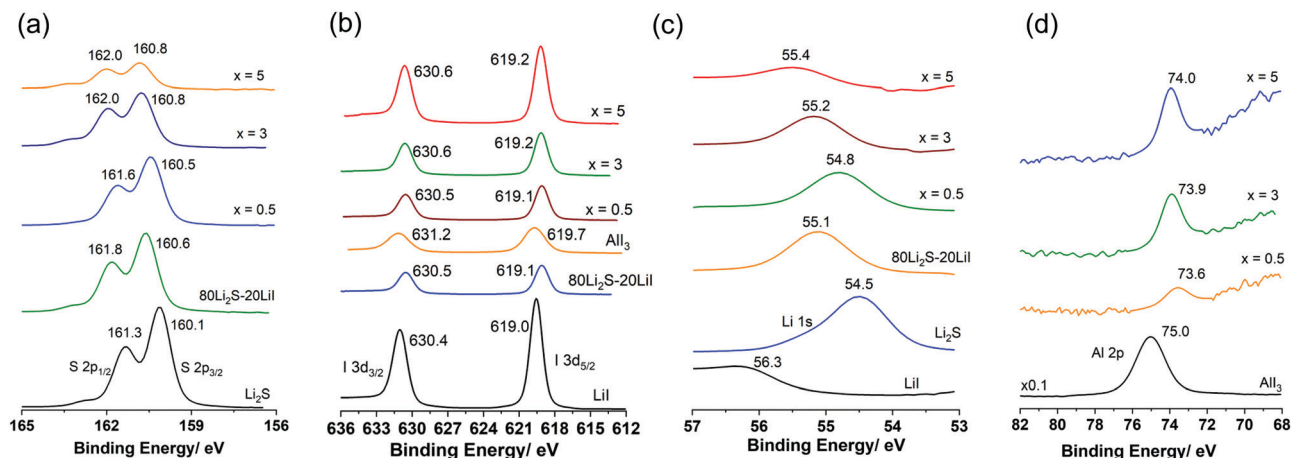 (a)
162.0
160.8
x = 5
162.0
160.8
x = 3
161.6
160.5
x = 0.5
161.8
160.6
80Li₂S-20LiI
161.3
160.1
S 2p₁/₂
S 2p₃/₂
Li₂S
165
162
159
156
Binding Energy/ eV
(b)
630.6
619.2
x = 5
630.6
619.2
x = 3
630.5
619.1
x = 0.5
631.2
619.7
AlI₃
630.5
619.1
80Li₂S-20LiI
630.4
619.0
I 3d₃/₂
I 3d₅/₂
LiI
636 633 630 627 624 621 618 615 612
Binding Energy/ eV
(c)
55.4
x = 5
55.2
x = 3
54.8
x = 0.5
55.1
80Li₂S-20LiI
54.5
Li 1s
Li₂S
56.3
LiI
57
56
55
54
53
Binding Energy/ eV
(d)
74.0
x = 5
73.9
x = 3
73.6
x = 0.5
75.0
Al 2p
x0.1
AlI₃
82 80 78 76 74 72 70 68
Binding Energy/ eV